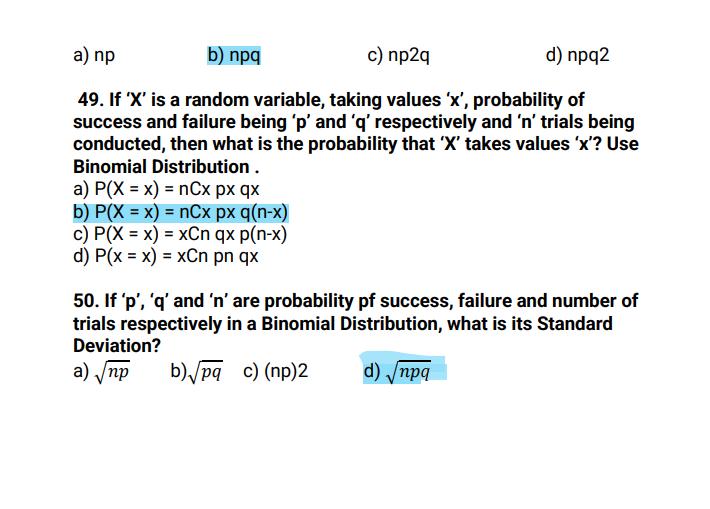 a) np b) npq c) np2q d) npq2
49. If ‘X’ is a random variable, taking values ‘x’, probability of
success and failure being ‘p’ and ‘q’ respectively and ‘n’ trials being
conducted, then what is the probability that ‘X’ takes values ‘x’? Use
Binomial Distribution .
a) P(X = x) = nCx px qx
b) P(X = x) = nCx px q(n-x)
c) P(X = x) = xCn qx p(n-x)
d) P(x = x) = xCn pn qx
50. If ‘p’, ‘q’ and ‘n’ are probability pf success, failure and number of
trials respectively in a Binomial Distribution, what is its Standard
Deviation?
a) √np b)√pq c) (np)2 d) √npq